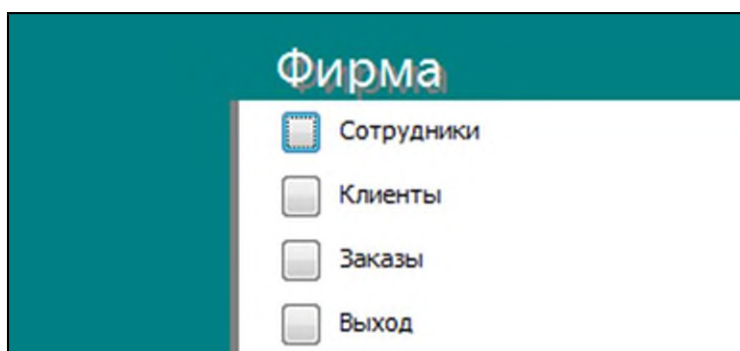 Фирма
Сотрудники
Клиенты
Заказы
Выход